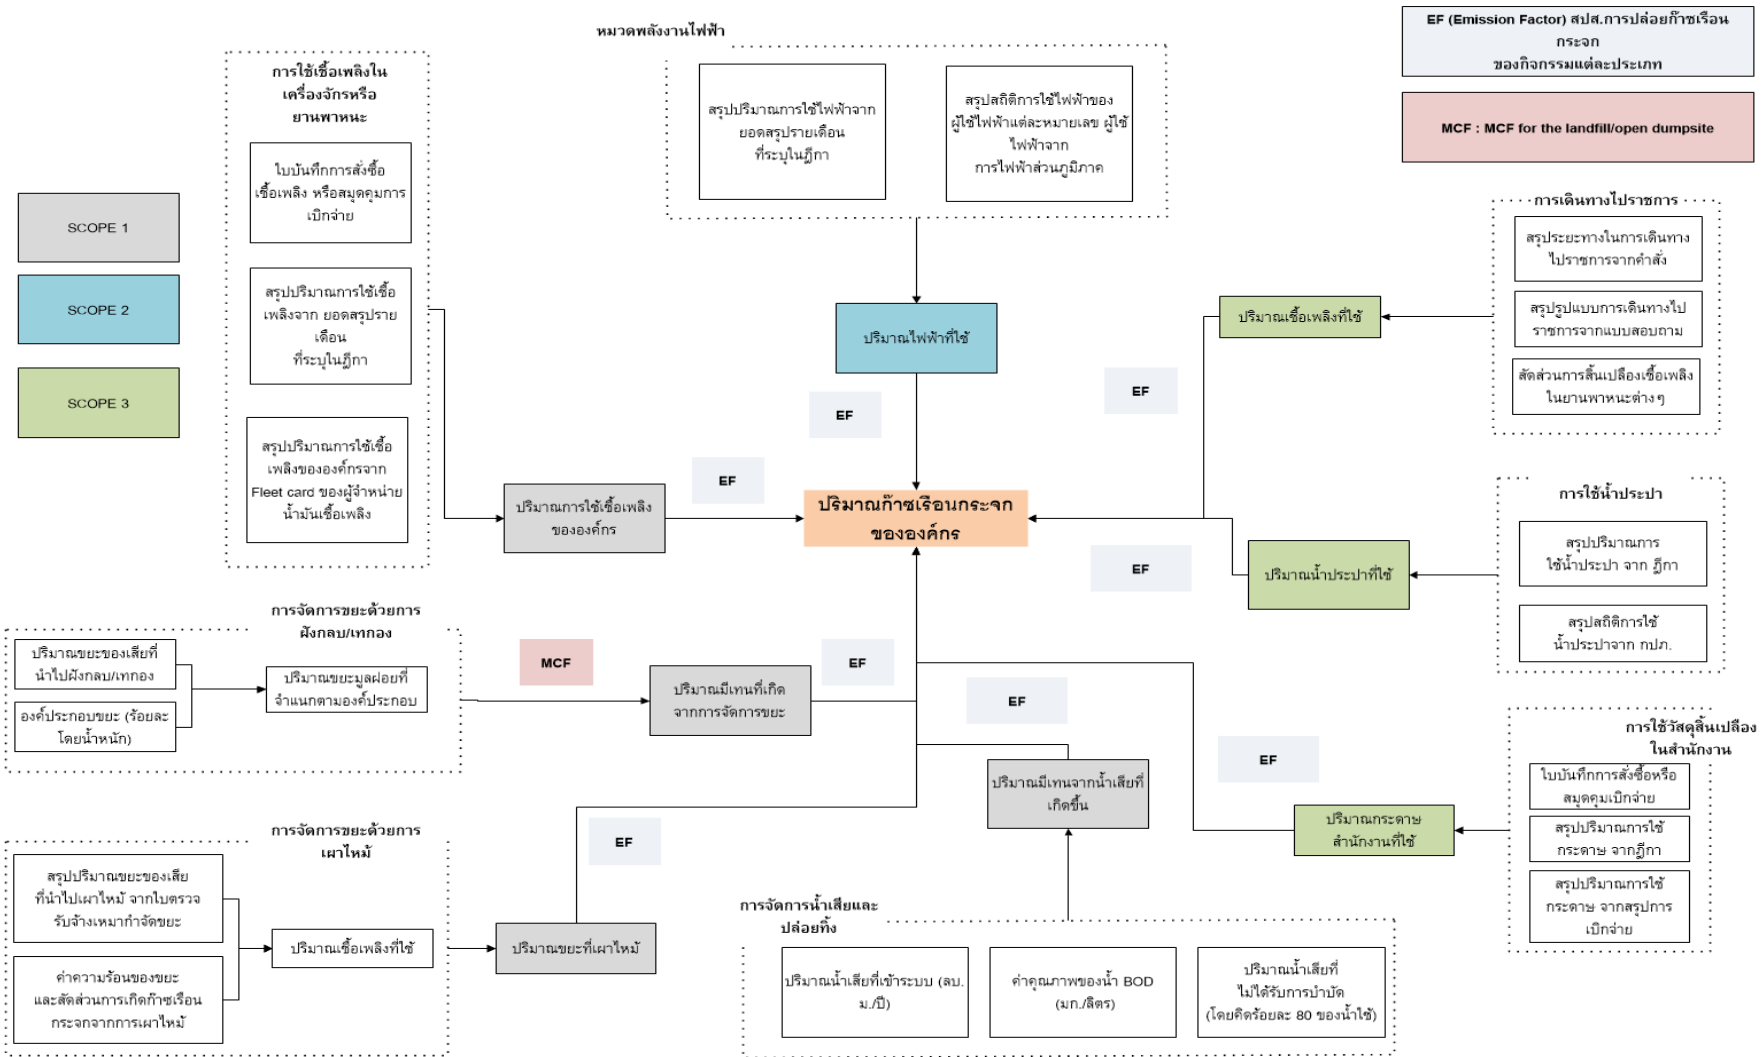 หมวดพลังงานไฟฟ้า
สรุปปริมาณการใช้ไฟฟ้าจาก
ยอดสรุปรายเดือน
ที่ระบุในฎีกา
สรุปสถิติการใช้ไฟฟ้าของ
ผู้ใช้ไฟฟ้าแต่ละหมายเลข ผู้ใช้
ไฟฟ้าจาก
การไฟฟ้าส่วนภูมิภาค
EF (Emission Factor) สปส.การปล่อยก๊าซเรือน
กระจก
ของกิจกรรมแต่ละประเภท
MCF : MCF for the landfill/open dumpsite
SCOPE 1
SCOPE 2
SCOPE 3
การใช้เชื้อเพลิงใน
เครื่องจักรหรือ
ยานพาหนะ
ใบบันทึกการสั่งซื้อ
เชื้อเพลิง หรือสมุดคุมการ
เบิกจ่าย
สรุปปริมาณการใช้เชื้อ
เพลิงจาก ยอดสรุปราย
เดือน
ที่ระบุในฎีกา
สรุปปริมาณการใช้เชื้อ
เพลิงขององค์กรจาก
Fleet card ของผู้จำหน่าย
น้ำมันเชื้อเพลิง
ปริมาณการใช้เชื้อเพลิง
ขององค์กร
EF
ปริมาณไฟฟ้าที่ใช้
EF
ปริมาณก๊าซเรือนกระจก
ขององค์กร
การเดินทางไปราชการ
สรุประยะทางในการเดินทาง
ไปราชการจากคำสั่ง
สรุปรูปแบบการเดินทางไป
ราชการจากแบบสอบถาม
สัดส่วนการสิ้นเปลืองเชื้อเพลิง
ในยานพาหนะต่างๆ
ปริมาณเชื้อเพลิงที่ใช้
EF
การใช้น้ำประปา
สรุปปริมาณการ
ใช้น้ำประปา จาก ฎีกา
สรุปสถิติการใช้
น้ำประปาจาก กปภ.
ปริมาณน้ำประปาที่ใช้
EF
การจัดการขยะด้วยการ
ฝังกลบ/เทกอง
ปริมาณขยะของเสียที่
นำไปฝังกลบ/เทกอง
องค์ประกอบขยะ (ร้อยละ
โดยน้ำหนัก)
ปริมาณขยะมูลฝอยที่
จำแนกตามองค์ประกอบ
MCF
ปริมาณมีเทนที่เกิด
จากการจัดการขยะ
EF
EF
ปริมาณมีเทนจากน้ำเสียที่
เกิดขึ้น
EF
การใช้วัสดุสิ้นเปลือง
ในสำนักงาน
ใบบันทึกการสั่งซื้อหรือ
สมุดคุมเบิกจ่าย
สรุปปริมาณการใช้
กระดาษ จากฎีกา
สรุปปริมาณการใช้
กระดาษ จากสรุปการ
เบิกจ่าย
ปริมาณกระดาษ
สำนักงานที่ใช้
การจัดการขยะด้วยการ
เผาไหม้
สรุปปริมาณขยะของเสีย
ที่นำไปเผาไหม้ จากใบตรวจ
รับจ้างเหมากำจัดขยะ
ค่าความร้อนของขยะ
และสัดส่วนการเกิดก๊าซเรือน
กระจกจากการเผาไหม้
ปริมาณเชื้อเพลิงที่ใช้
ปริมาณขยะที่เผาไหม้
EF
การจัดการน้ำเสียและ
ปล่อยทิ้ง
ปริมาณน้ำเสียที่เข้าระบบ (ลบ.
ม./ปี)
ค่าคุณภาพของน้ำ BOD
(มก./ลิตร)
ปริมาณน้ำเสียที่
ไม่ได้รับการบำบัด
(โดยคิดร้อยละ 80 ของน้ำใช้)